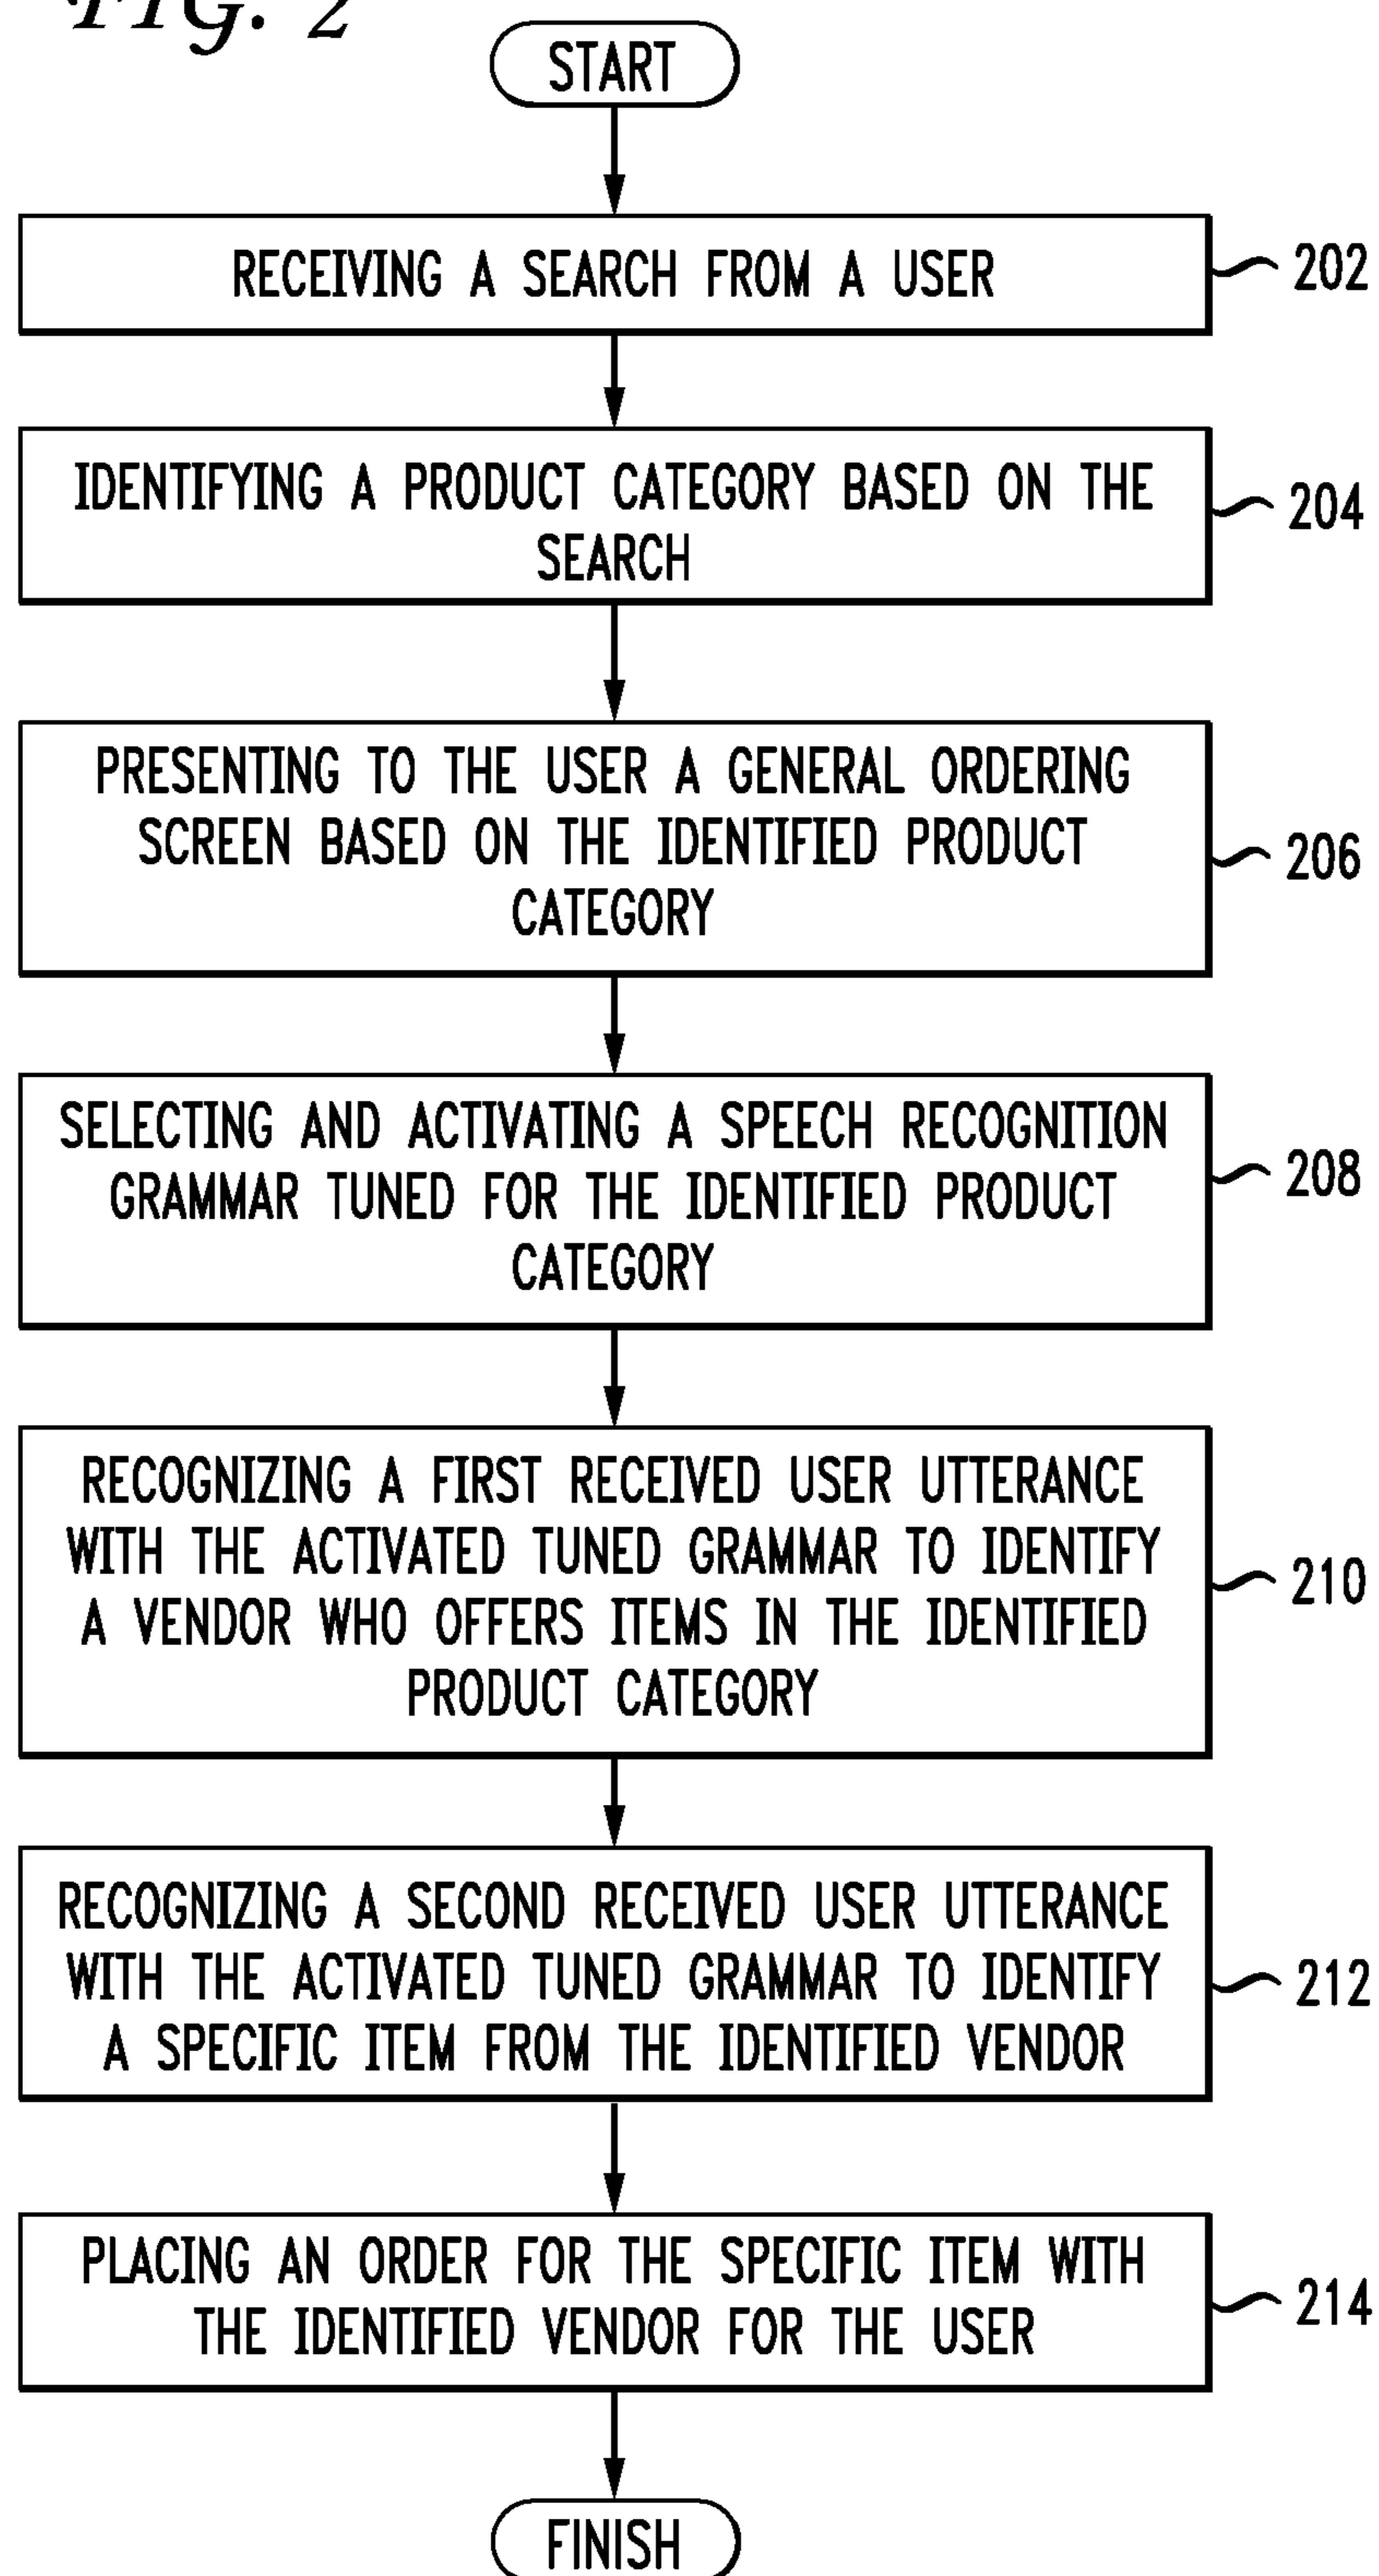 FIG. 2
START
RECEIVING A SEARCH FROM A USER
202
IDENTIFYING A PRODUCT CATEGORY BASED ON THE
SEARCH
204
PRESENTING TO THE USER A GENERAL ORDERING
SCREEN BASED ON THE IDENTIFIED PRODUCT
CATEGORY
206
SELECTING AND ACTIVATING A SPEECH RECOGNITION
GRAMMAR TUNED FOR THE IDENTIFIED PRODUCT
CATEGORY
208
RECOGNIZING A FIRST RECEIVED USER UTTERANCE
WITH THE ACTIVATED TUNED GRAMMAR TO IDENTIFY
A VENDOR WHO OFFERS ITEMS IN THE IDENTIFIED
PRODUCT CATEGORY
210
RECOGNIZING A SECOND RECEIVED USER UTTERANCE
WITH THE ACTIVATED TUNED GRAMMAR TO IDENTIFY
A SPECIFIC ITEM FROM THE IDENTIFIED VENDOR
212
PLACING AN ORDER FOR THE SPECIFIC ITEM WITH
THE IDENTIFIED VENDOR FOR THE USER
214
FINISH